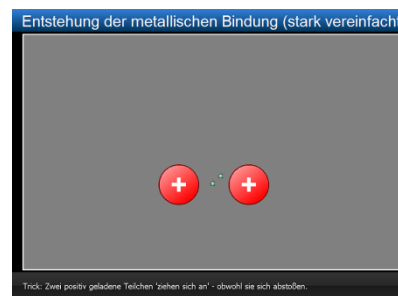 Entstehung der metallischen Bindung (stark vereinfacht
+ +
Trick: Zwei positiv geladene Teilchen 'ziehen sich an' - obwohl sie sich abstoßen.